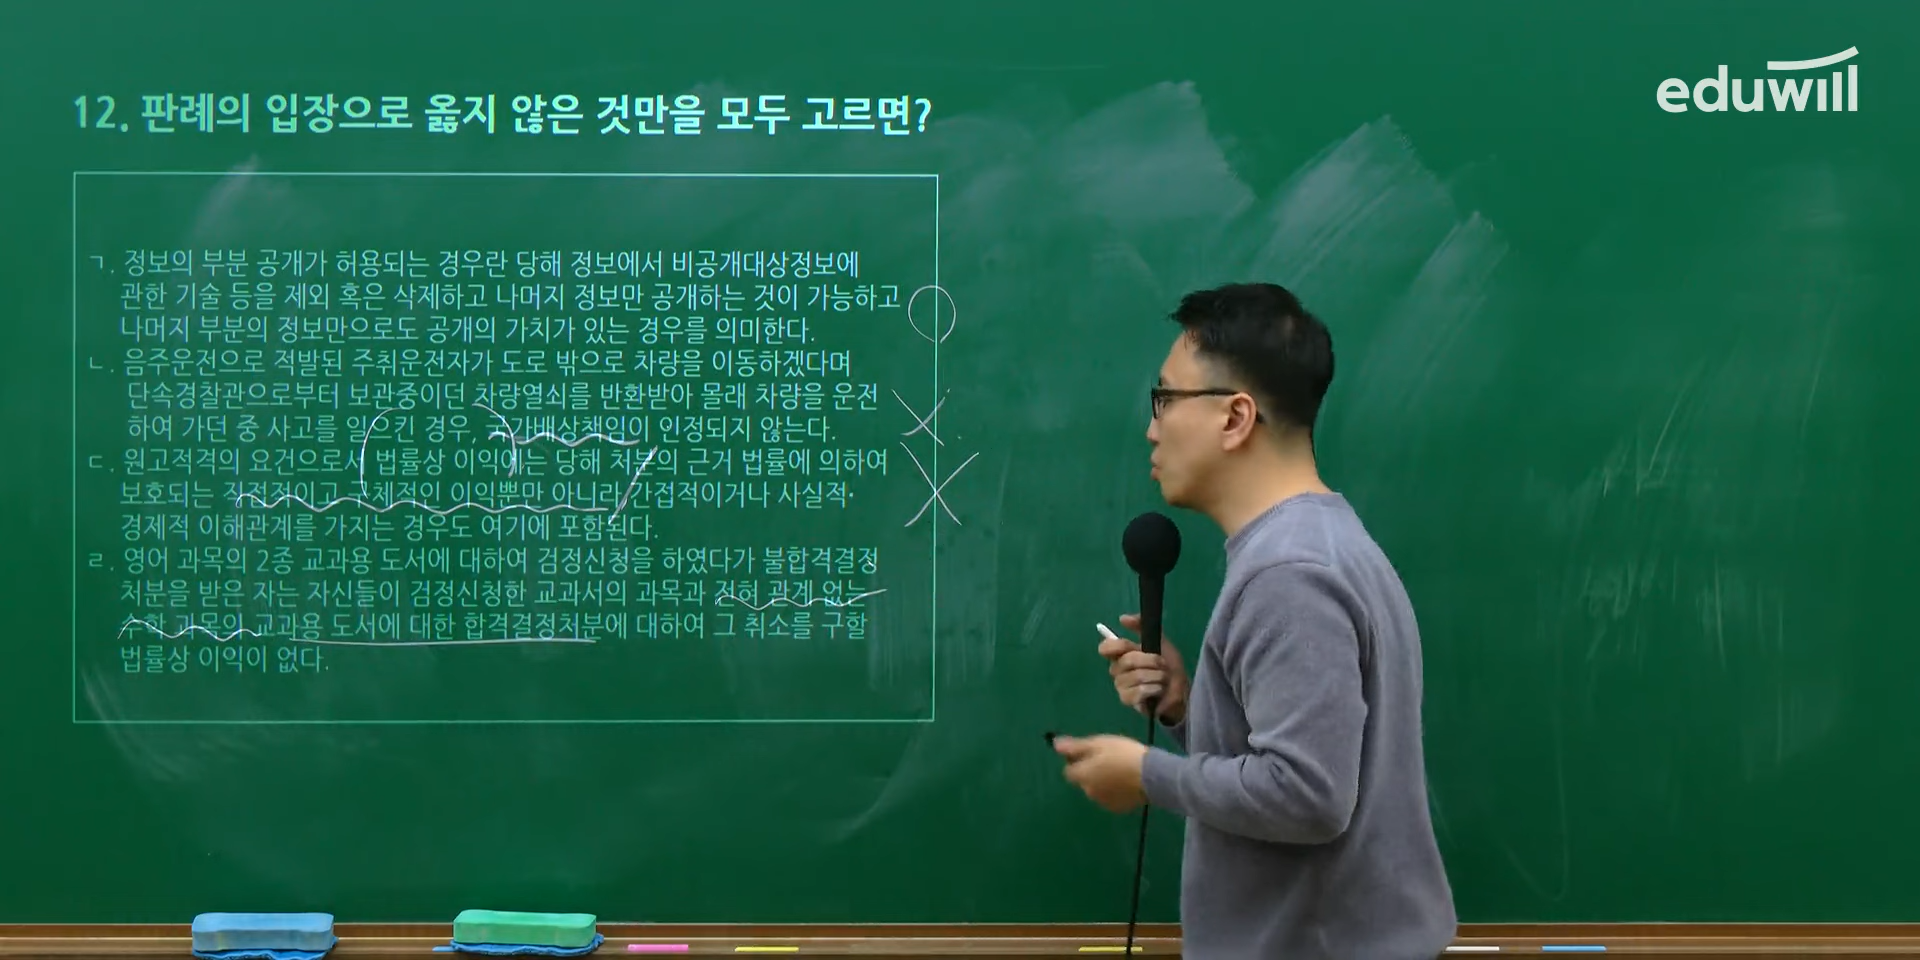 eduwill
12. 판례의 입장으로 옳지 않은 것만을 모두 고르면?
ㄱ. 정보의 부분 공개가 허용되는 경우란 당해 정보에서 비공개대상정보에
관한 기술 등을 제외 혹은 삭제하고 나머지 정보만 공개하는 것이 가능하고
나머지 부분의 정보만으로도 공개의 가치가 있는 경우를 의미한다.
ㄴ. 음주운전으로 적발된 주취운전자가 도로 밖으로 차량을 이동하겠다며
단속경찰관으로부터 보관중이던 차량열쇠를 반환받아 몰래 차량을 운전
하여 가던 중 사고를 일으킨 경우, 국가배상책임이 인정되지 않는다.
ㄷ. 원고적격의 요건으로서 법률상 이익에는 당해 처분의 근거 법률에 의하여
보호되는 직접적이고 구체적인 이익뿐만 아니라 간접적이거나 사실적·
경제적 이해관계를 가지는 경우도 여기에 포함된다.
ㄹ. 영어 과목의 2종 교과용 도서에 대하여 검정신청을 하였다가 불합격결정
처분을 받은 자는 자신들이 검정신청한 교과서의 과목과 전혀 관계 없는
수학 과목의 교과용 도서에 대한 합격결정처분에 대하여 그 취소를 구할
법률상 이익이 없다.